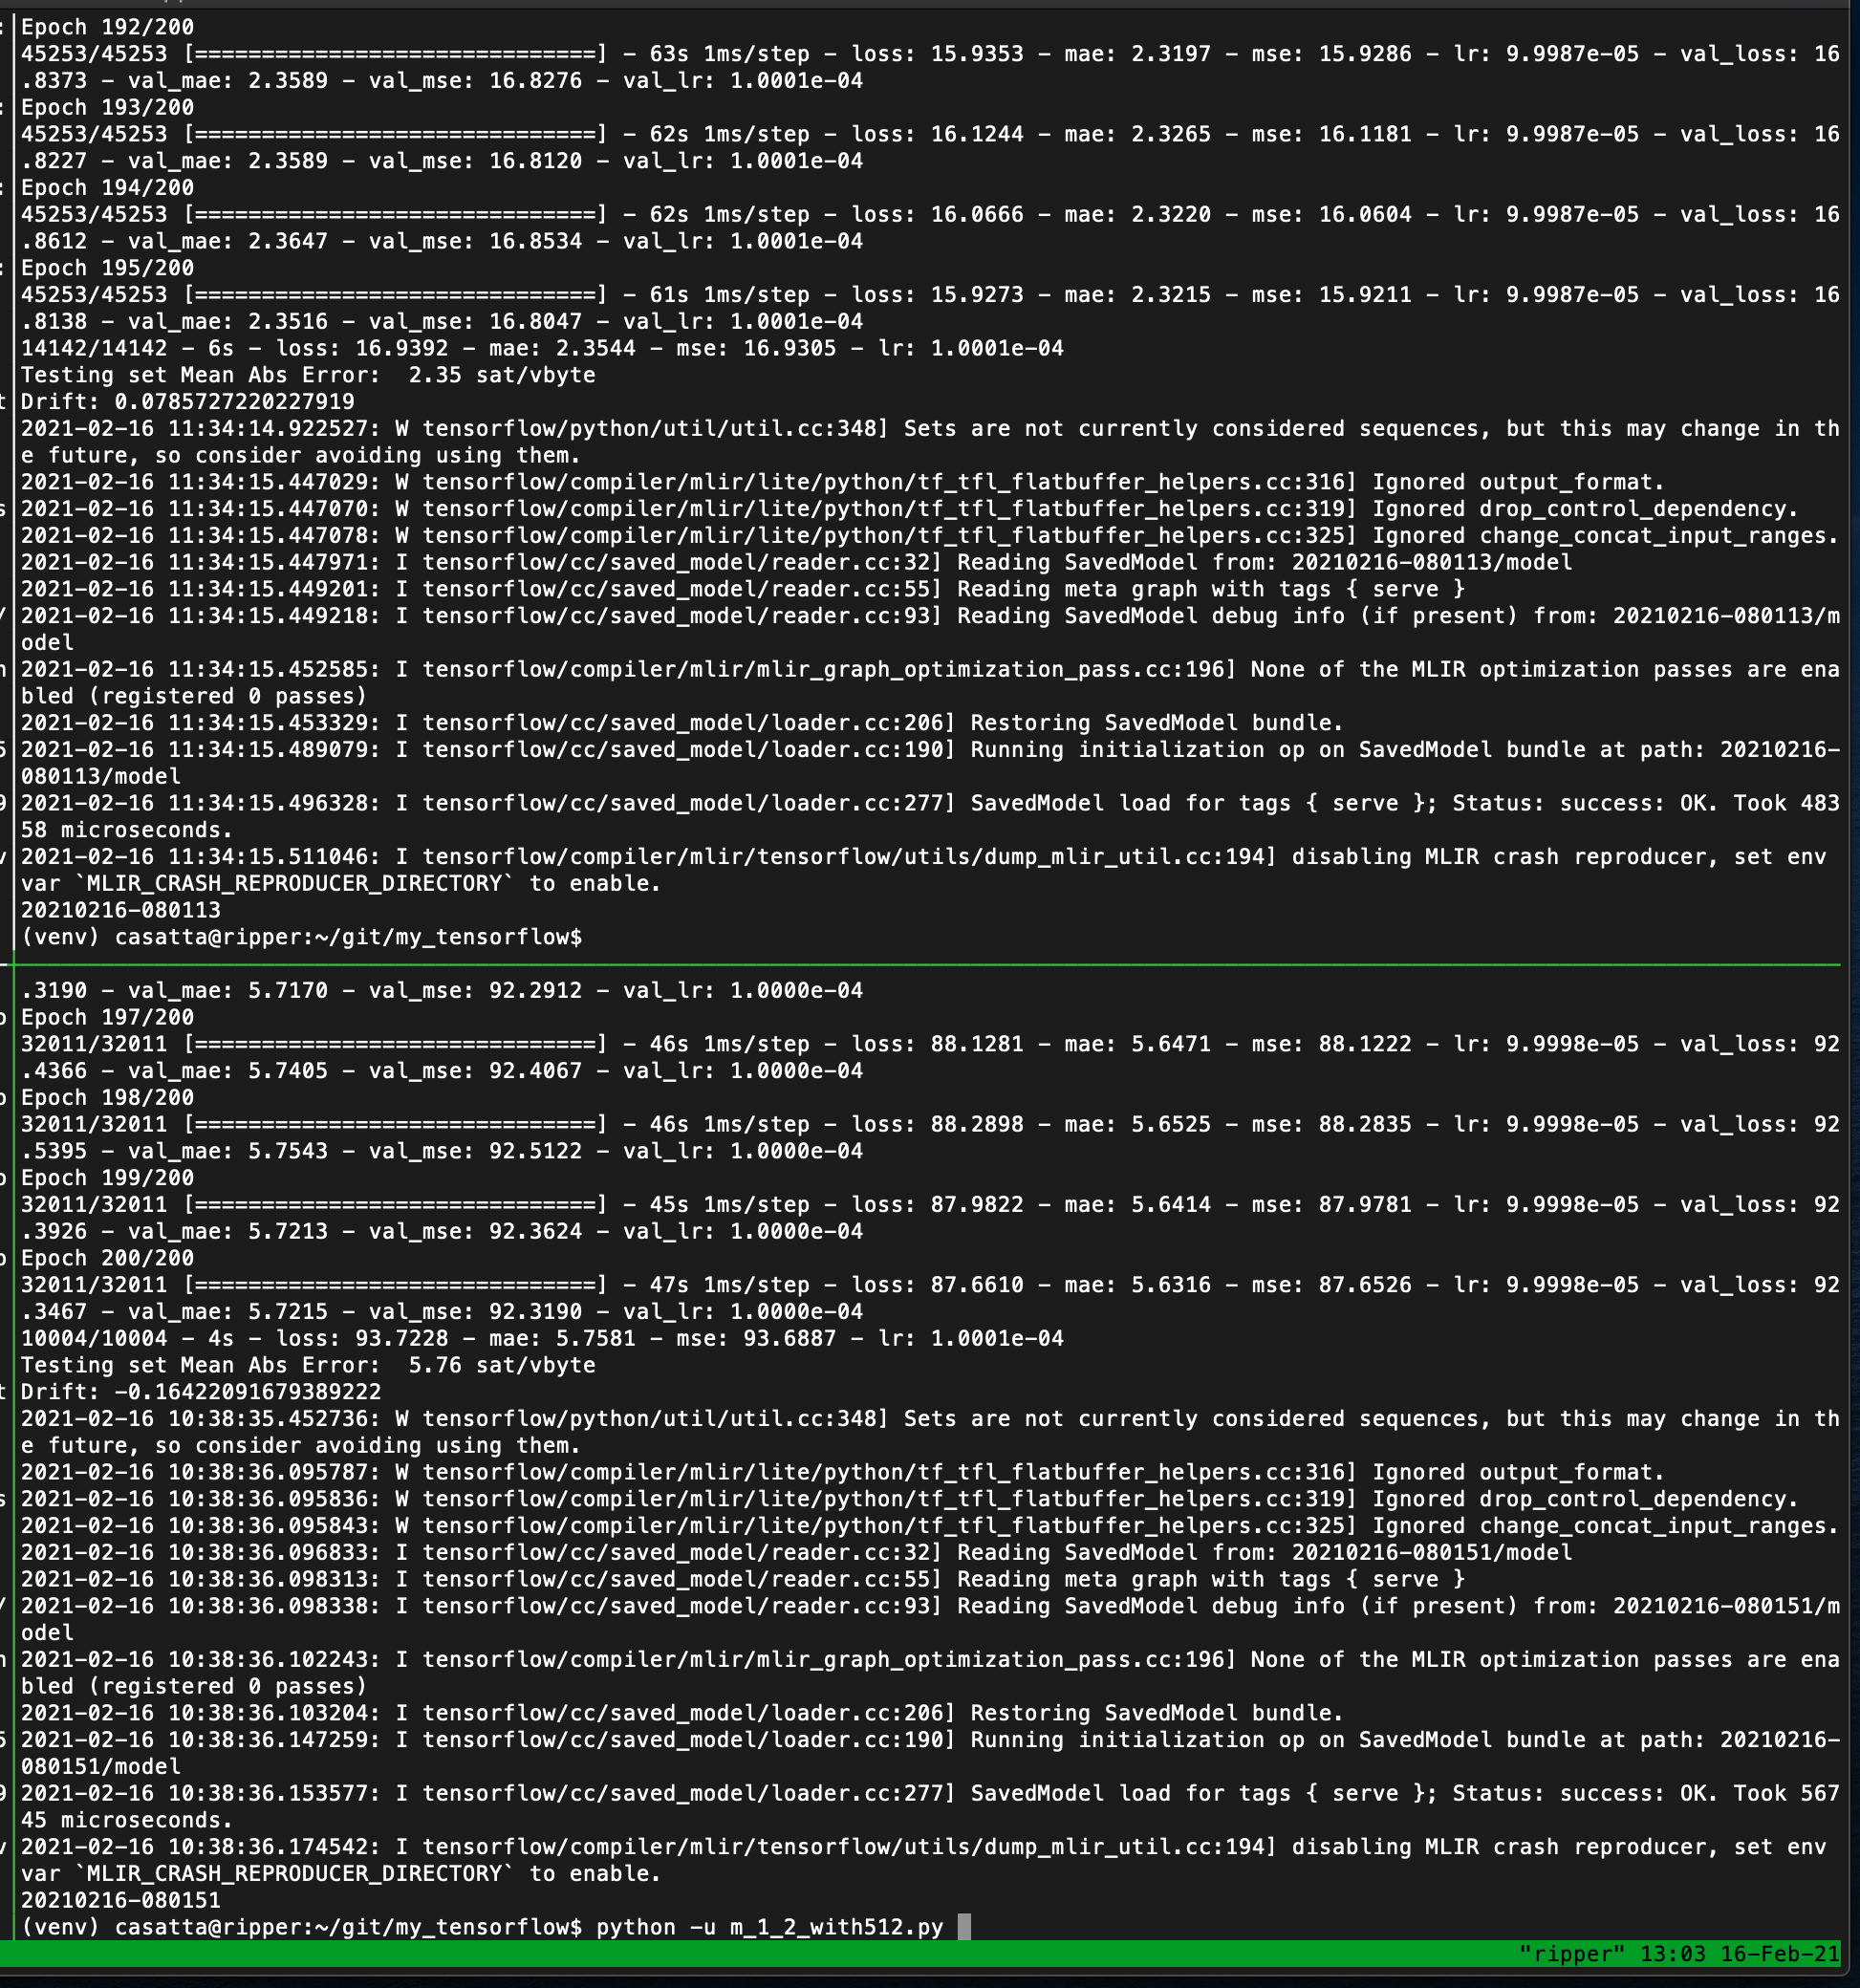 Epoch 192/200
45253/45253 [==============================] - 63s 1ms/step - loss: 15.9353 - mae: 2.3197 - mse: 15.9286 - lr: 9.9987e-05 - val_loss: 16
.8373 - val_mae: 2.3589 - val_mse: 16.8276 - val_lr: 1.0001e-04
Epoch 193/200
45253/45253 [==============================] - 62s 1ms/step - loss: 16.1244 - mae: 2.3265 - mse: 16.1181 - lr: 9.9987e-05 - val_loss: 16
.8227 - val_mae: 2.3589 - val_mse: 16.8120 - val_lr: 1.0001e-04
Epoch 194/200
45253/45253 [==============================] - 62s 1ms/step - loss: 16.0666 - mae: 2.3220 - mse: 16.0604 - lr: 9.9987e-05 - val_loss: 16
.8612 - val_mae: 2.3647 - val_mse: 16.8534 - val_lr: 1.0001e-04
Epoch 195/200
45253/45253 [==============================] - 61s 1ms/step - loss: 15.9273 - mae: 2.3215 - mse: 15.9211 - lr: 9.9987e-05 - val_loss: 16
.8138 - val_mae: 2.3516 - val_mse: 16.8047 - val_lr: 1.0001e-04
14142/14142 - 6s - loss: 16.9392 - mae: 2.3544 - mse: 16.9305 - lr: 1.0001e-04
Testing set Mean Abs Error:  2.35 sat/vbyte
Drift: 0.0785727220227919
2021-02-16 11:34:14.922527: W tensorflow/python/util/util.cc:348] Sets are not currently considered sequences, but this may change in th
e future, so consider avoiding using them.
2021-02-16 11:34:15.447029: W tensorflow/compiler/mlir/lite/python/tf_tfl_flatbuffer_helpers.cc:316] Ignored output_format.
2021-02-16 11:34:15.447070: W tensorflow/compiler/mlir/lite/python/tf_tfl_flatbuffer_helpers.cc:319] Ignored drop_control_dependency.
2021-02-16 11:34:15.447078: W tensorflow/compiler/mlir/lite/python/tf_tfl_flatbuffer_helpers.cc:325] Ignored change_concat_input_ranges.
2021-02-16 11:34:15.447971: I tensorflow/cc/saved_model/reader.cc:32] Reading SavedModel from: 20210216-080113/model
2021-02-16 11:34:15.449201: I tensorflow/cc/saved_model/reader.cc:55] Reading meta graph with tags { serve }
2021-02-16 11:34:15.449218: I tensorflow/cc/saved_model/reader.cc:93] Reading SavedModel debug info (if present) from: 20210216-080113/m
odel
2021-02-16 11:34:15.452585: I tensorflow/compiler/mlir/mlir_graph_optimization_pass.cc:196] None of the MLIR optimization passes are ena
bled (registered 0 passes)
2021-02-16 11:34:15.453329: I tensorflow/cc/saved_model/loader.cc:206] Restoring SavedModel bundle.
2021-02-16 11:34:15.489079: I tensorflow/cc/saved_model/loader.cc:190] Running initialization op on SavedModel bundle at path: 20210216-
080113/model
2021-02-16 11:34:15.496328: I tensorflow/cc/saved_model/loader.cc:277] SavedModel load for tags { serve }; Status: success: OK. Took 483
58 microseconds.
2021-02-16 11:34:15.511046: I tensorflow/compiler/mlir/tensorflow/utils/dump_mlir_util.cc:194] disabling MLIR crash reproducer, set env
var `MLIR_CRASH_REPRODUCER_DIRECTORY` to enable.
20210216-080113
(venv) casatta@ripper:~/git/my_tensorflow$
.3190 - val_mae: 5.7170 - val_mse: 92.2912 - val_lr: 1.0000e-04
Epoch 197/200
32011/32011 [==============================] - 46s 1ms/step - loss: 88.1281 - mae: 5.6471 - mse: 88.1222 - lr: 9.9998e-05 - val_loss: 92
.4366 - val_mae: 5.7405 - val_mse: 92.4067 - val_lr: 1.0000e-04
Epoch 198/200
32011/32011 [==============================] - 46s 1ms/step - loss: 88.2898 - mae: 5.6525 - mse: 88.2835 - lr: 9.9998e-05 - val_loss: 92
.5395 - val_mae: 5.7543 - val_mse: 92.5122 - val_lr: 1.0000e-04
Epoch 199/200
32011/32011 [==============================] - 45s 1ms/step - loss: 87.9822 - mae: 5.6414 - mse: 87.9781 - lr: 9.9998e-05 - val_loss: 92
.3926 - val_mae: 5.7213 - val_mse: 92.3624 - val_lr: 1.0000e-04
Epoch 200/200
32011/32011 [==============================] - 47s 1ms/step - loss: 87.6610 - mae: 5.6316 - mse: 87.6526 - lr: 9.9998e-05 - val_loss: 92
.3467 - val_mae: 5.7215 - val_mse: 92.3190 - val_lr: 1.0000e-04
10004/10004 - 4s - loss: 93.7228 - mae: 5.7581 - mse: 93.6887 - lr: 1.0001e-04
Testing set Mean Abs Error:  5.76 sat/vbyte
Drift: -0.16422091679389222
2021-02-16 10:38:35.452736: W tensorflow/python/util/util.cc:348] Sets are not currently considered sequences, but this may change in th
e future, so consider avoiding using them.
2021-02-16 10:38:36.095787: W tensorflow/compiler/mlir/lite/python/tf_tfl_flatbuffer_helpers.cc:316] Ignored output_format.
2021-02-16 10:38:36.095836: W tensorflow/compiler/mlir/lite/python/tf_tfl_flatbuffer_helpers.cc:319] Ignored drop_control_dependency.
2021-02-16 10:38:36.095843: W tensorflow/compiler/mlir/lite/python/tf_tfl_flatbuffer_helpers.cc:325] Ignored change_concat_input_ranges.
2021-02-16 10:38:36.096833: I tensorflow/cc/saved_model/reader.cc:32] Reading SavedModel from: 20210216-080151/model
2021-02-16 10:38:36.098313: I tensorflow/cc/saved_model/reader.cc:55] Reading meta graph with tags { serve }
2021-02-16 10:38:36.098338: I tensorflow/cc/saved_model/reader.cc:93] Reading SavedModel debug info (if present) from: 20210216-080151/m
odel
2021-02-16 10:38:36.102243: I tensorflow/compiler/mlir/mlir_graph_optimization_pass.cc:196] None of the MLIR optimization passes are ena
bled (registered 0 passes)
2021-02-16 10:38:36.103204: I tensorflow/cc/saved_model/loader.cc:206] Restoring SavedModel bundle.
2021-02-16 10:38:36.147259: I tensorflow/cc/saved_model/loader.cc:190] Running initialization op on SavedModel bundle at path: 20210216-
080151/model
2021-02-16 10:38:36.153577: I tensorflow/cc/saved_model/loader.cc:277] SavedModel load for tags { serve }; Status: success: OK. Took 567
45 microseconds.
2021-02-16 10:38:36.174542: I tensorflow/compiler/mlir/tensorflow/utils/dump_mlir_util.cc:194] disabling MLIR crash reproducer, set env
var `MLIR_CRASH_REPRODUCER_DIRECTORY` to enable.
20210216-080151
(venv) casatta@ripper:~/git/my_tensorflow$ python -u m_1_2_with512.py
"ripper" 13:03 16-Feb-21